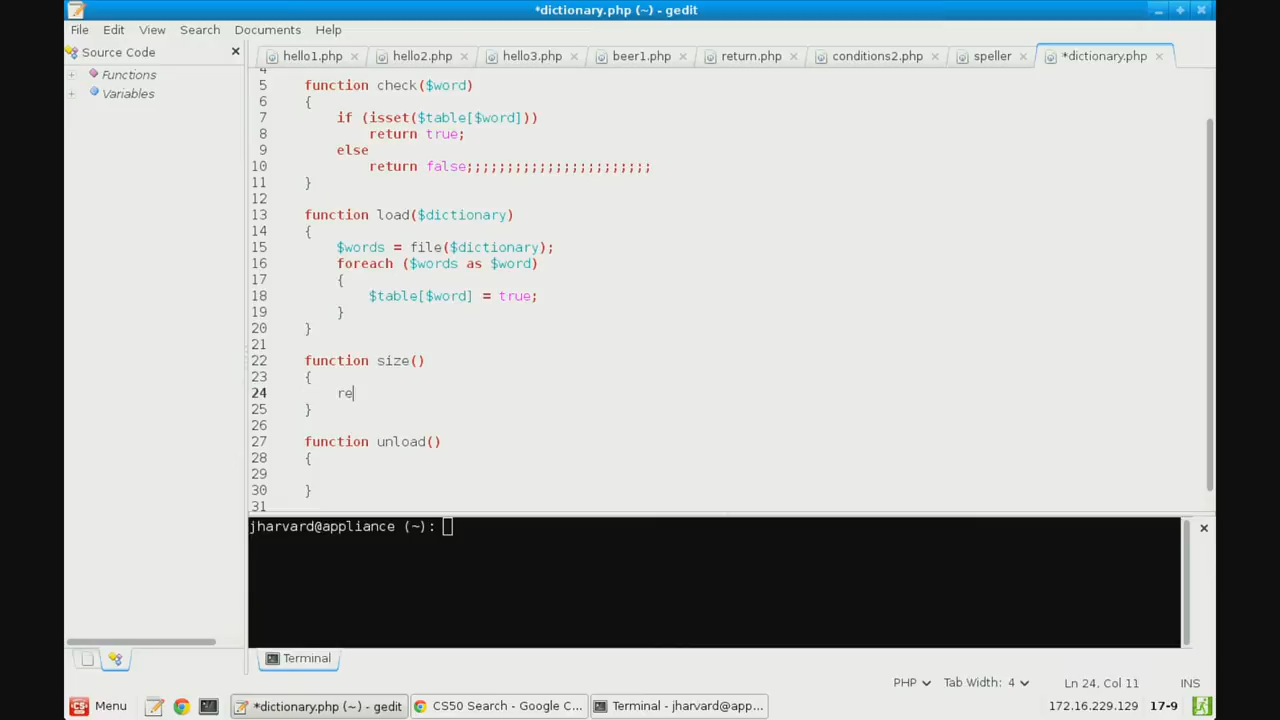 *dictionary.php (~) - gedit
File Edit View Search Documents Help
Source Code
Functions
Variables
hello1.php
hello2.php
hello3.php
beer1.php
return.php
conditions2.php
speller
*dictionary.php
5 function check($word)
6 {
7 if (isset($table[$word]))
8 return true;
9 else
10 return false;;;;;;;;;;;;;;;;;;;;;;;
11 }
12
13 function load($dictionary)
14 {
15 $words = file($dictionary);
16 foreach ($words as $word)
17 {
18 $table[$word] = true;
19 }
20 }
21
22 function size()
23 {
24 re
25 }
26
27 function unload()
28 {
29
30 }
31
jharvard@appliance (~):
Terminal
PHP Tab Width: 4 Ln 24, Col 11 INS
Menu *dictionary.php (~) - gedit CS50 Search - Google C... Terminal - jharvard@app... 172.16.229.129 17-9